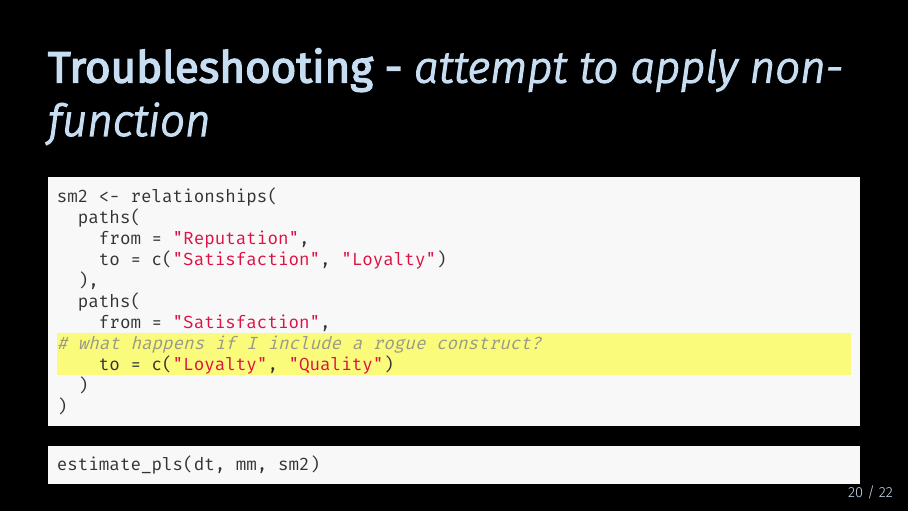 Troubleshooting - attempt to apply non-
function
sm2 <- relationships(
  paths(
    from = "Reputation",
    to = c("Satisfaction", "Loyalty")
  ),
  paths(
    from = "Satisfaction",
# what happens if I include a rogue construct?
    to = c("Loyalty", "Quality")
  )
)
estimate_pls(dt, mm, sm2)
20 / 22